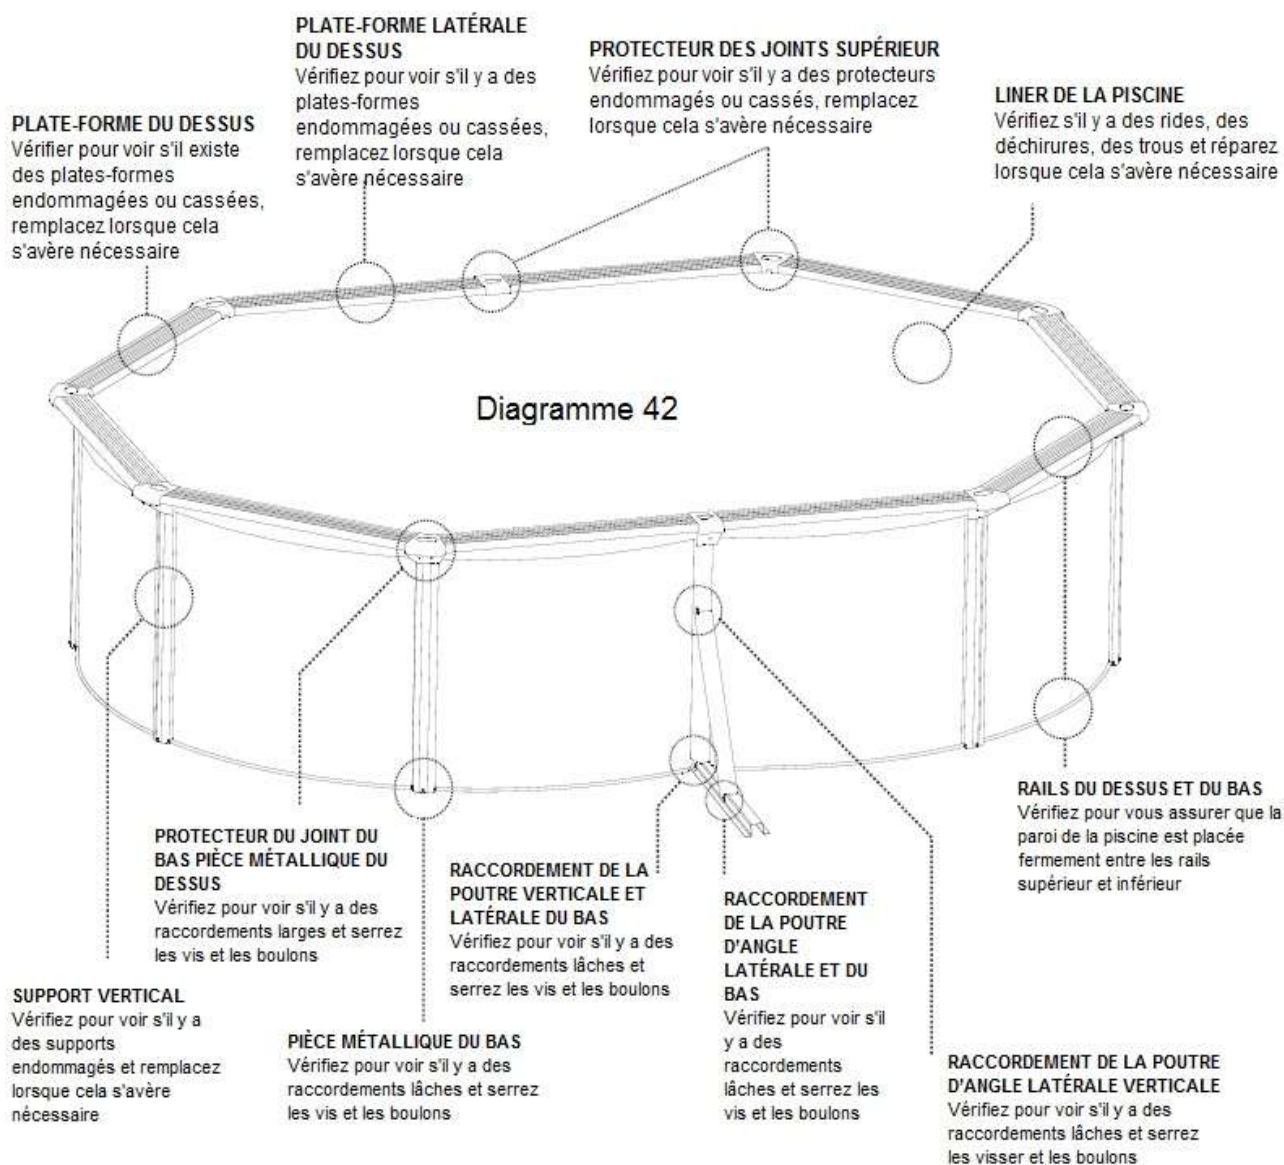 PLATE-FORME LATÉRALE
DU DESSUS
Vérifiez pour voir s'il y a des
plates-formes
endommagées ou cassées,
remplacez lorsque cela
s'avère nécessaire
PROTECTEUR DES JOINTS SUPÉRIEUR
Vérifiez pour voir s'il y a des protecteurs
endommagés ou cassés, remplacez
lorsque cela s'avère nécessaire
LINER DE LA PISCINE
Vérifiez s'il y a des rides, des
déchirures, des trous et réparez
lorsque cela s'avère nécessaire
PLATE-FORME DU DESSUS
Vérifier pour voir s'il existe
des plates-formes
endommagées ou cassées,
remplacez lorsque cela
s'avère nécessaire
Diagramme 42
RAILS DU DESSUS ET DU BAS
Vérifiez pour vous assurer que la
paroi de la piscine est placée
fermement entre les rails
supérieur et inférieur
PROTECTEUR DU JOINT DU
BAS PIÈCE MÉTALLIQUE DU
DESSUS
Vérifiez pour voir s'il y a des
raccordements larges et serrez
les vis et les boulons
RACCORDEMENT DE LA
POUTRE VERTICALE ET
LATÉRALE DU BAS
Vérifiez pour voir s'il y a des
raccordements lâches et
serrez les vis et les boulons
RACCORDEMENT
DE LA POUTRE
D'ANGLE
LATÉRALE ET DU
BAS
Vérifiez pour voir s'il
y a des
raccordements
lâches et serrez les
vis et les boulons
SUPPORT VERTICAL
Vérifiez pour voir s'il y a
des supports
endommagés et remplacez
lorsque cela s'avère
nécessaire
PIÈCE MÉTALLIQUE DU BAS
Vérifiez pour voir s'il y a des
raccordements lâches et serrez
les vis et les boulons
RACCORDEMENT DE LA POUTRE
D'ANGLE LATÉRALE VERTICALE
Vérifiez pour voir s'il y a des
raccordements lâches et serrez
les visser et les boulons